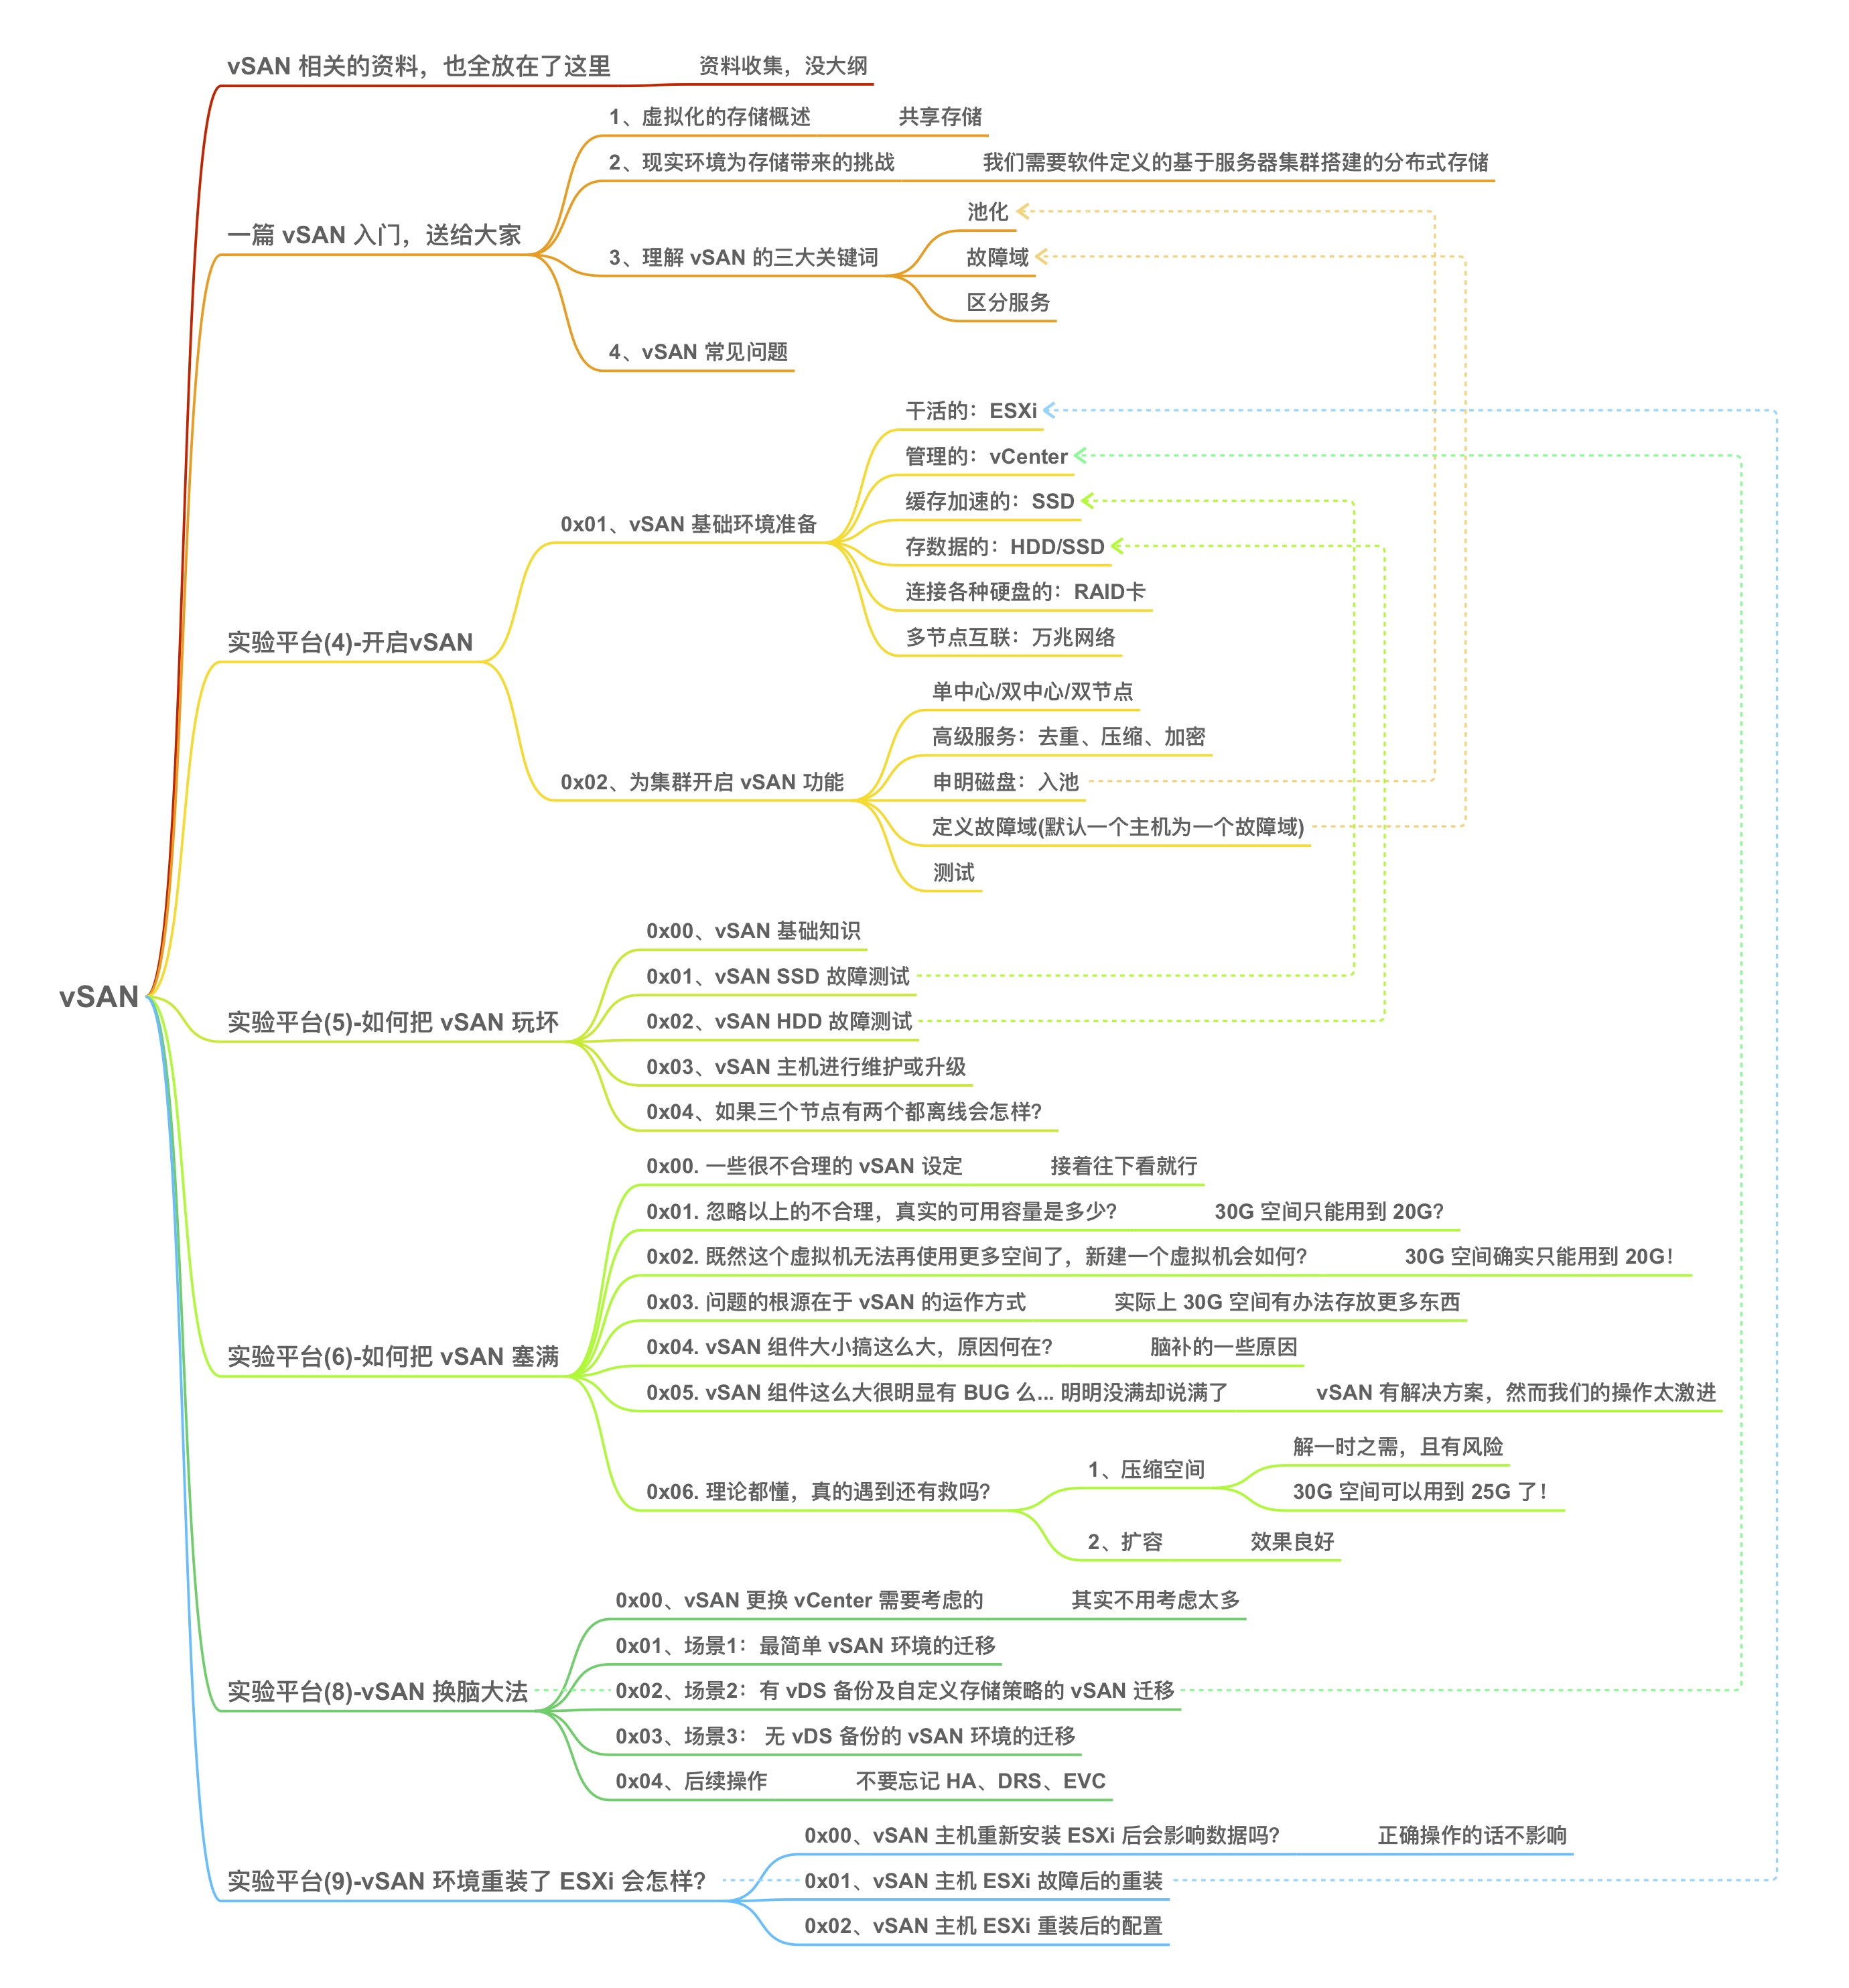 vSAN
vSAN 相关的资料，也全放在了这里
资料收集，没大纲
一篇 vSAN 入门，送给大家
1、虚拟化的存储概述
共享存储
2、现实环境为存储带来的挑战
我们需要软件定义的基于服务器集群搭建的分布式存储
3、理解 vSAN 的三大关键词
池化
故障域
区分服务
4、vSAN 常见问题
实验平台(4)-开启vSAN
0x01、vSAN 基础环境准备
干活的：ESXi
管理的：vCenter
缓存加速的：SSD
存数据的：HDD/SSD
连接各种硬盘的：RAID卡
多节点互联：万兆网络
0x02、为集群开启 vSAN 功能
单中心/双中心/双节点
高级服务：去重、压缩、加密
申明磁盘：入池
定义故障域(默认一个主机为一个故障域)
测试
实验平台(5)-如何把 vSAN 玩坏
0x00、vSAN 基础知识
0x01、vSAN SSD 故障测试
0x02、vSAN HDD 故障测试
0x03、vSAN 主机进行维护或升级
0x04、如果三个节点有两个都离线会怎样？
实验平台(6)-如何把 vSAN 塞满
0x00. 一些很不合理的 vSAN 设定
接着往下看就行
0x01. 忽略以上的不合理，真实的可用容量是多少？
30G 空间只能用到 20G？
0x02. 既然这个虚拟机无法再使用更多空间了，新建一个虚拟机会如何？
30G 空间确实只能用到 20G！
0x03. 问题的根源在于 vSAN 的运作方式
实际上 30G 空间有办法存放更多东西
0x04. vSAN 组件大小搞这么大，原因何在？
脑补的一些原因
0x05. vSAN 组件这么大很明显有 BUG 么... 明明没满却说满了
vSAN 有解决方案，然而我们的操作太激进
0x06. 理论都懂，真的遇到还有救吗？
1、压缩空间
解一时之需，且有风险
30G 空间可以用到 25G 了！
2、扩容
效果良好
实验平台(8)-vSAN 换脑大法
0x00、vSAN 更换 vCenter 需要考虑的
其实不用考虑太多
0x01、场景1：最简单 vSAN 环境的迁移
0x02、场景2：有 vDS 备份及自定义存储策略的 vSAN 迁移
0x03、场景3： 无 vDS 备份的 vSAN 环境的迁移
0x04、后续操作
不要忘记 HA、DRS、EVC
实验平台(9)-vSAN 环境重装了 ESXi 会怎样？
0x00、vSAN 主机重新安装 ESXi 后会影响数据吗？
正确操作的话不影响
0x01、vSAN 主机 ESXi 故障后的重装
0x02、vSAN 主机 ESXi 重装后的配置